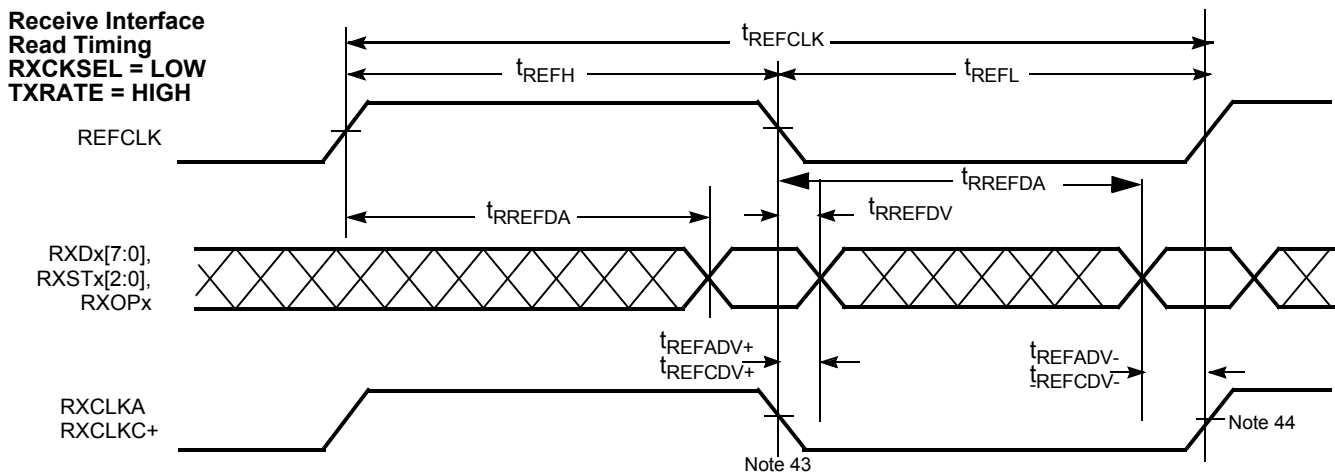 Receive Interface
Read Timing
RXCKSEL = LOW
TXRATE = HIGH
tREFCLK
tREFH
tREFL
REFCLK
tRREFDA
tRREFDA
tRREFDV
RXDx[7:0],
RXSTx[2:0],
RXOPx
tREFADV+
tREFCDV+
tREFADV-
tREFCDV-
RXCLKA
RXCLKC+
Note 43
Note 44